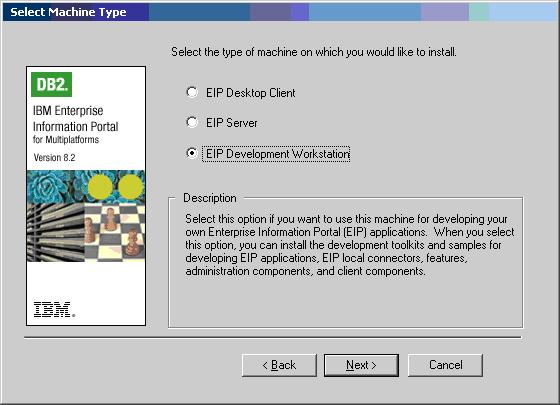 Select Machine Type
Select the type of machine on which you would like to install.
DB2.
IBM Enterprise
Information Portal
for Multiplatforms
Version 8.2
IBM.
EIP Desktop Client
EIP Server
EIP Development Workstation
Description
Select this option if you want to use this machine for developing your
own Enterprise Information Portal (EIP) applications. When you select
this option, you can install the development toolkits and samples for
developing EIP applications, EIP local connectors, features,
administration components, and client components.
< Back
Next >
Cancel